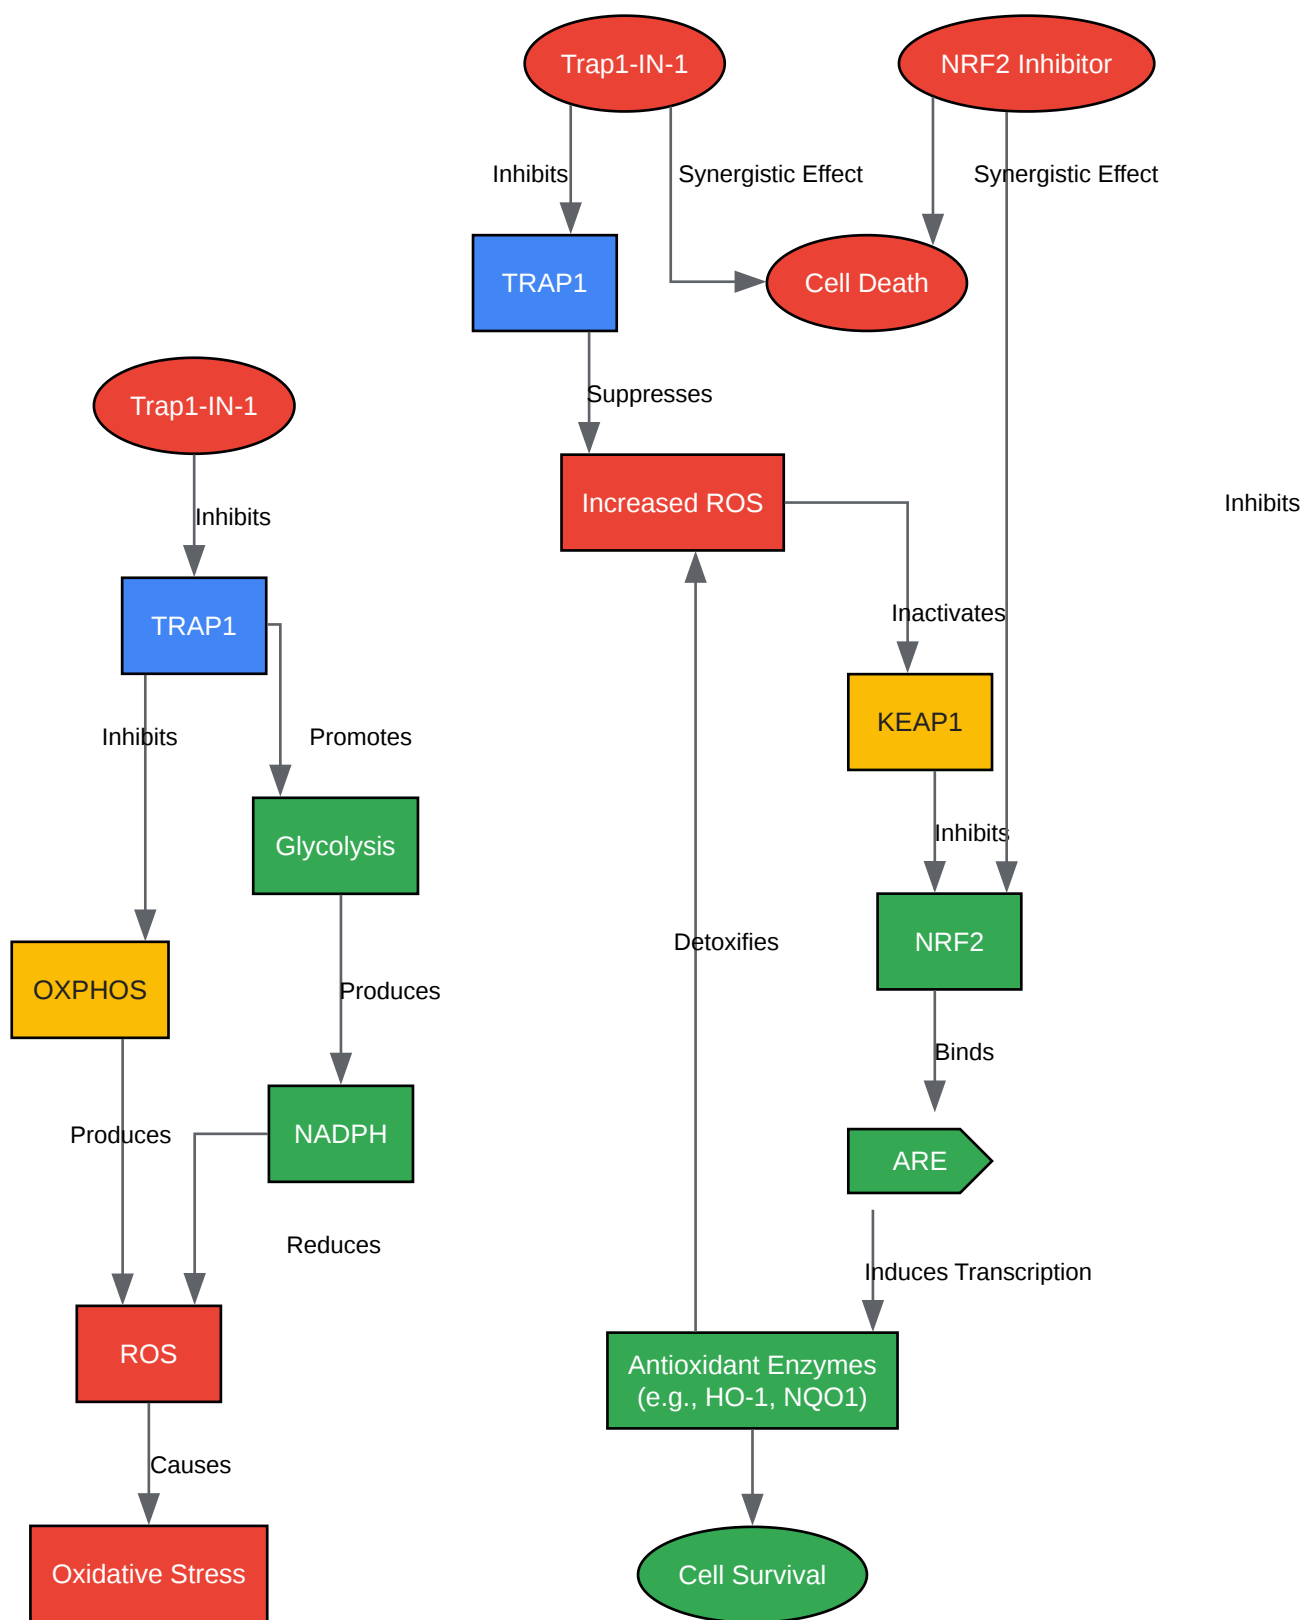 Trap1-IN-1
NRF2 Inhibitor
Inhibits
Synergistic Effect
Synergistic Effect
TRAP1
Cell Death
Suppresses
Trap1-IN-1
Increased ROS
Inhibits
Inhibits
Inactivates
TRAP1
KEAP1
Inhibits
Promotes
Inhibits
Glycolysis
Detoxifies
NRF2
OXPHOS
Produces
Binds
Produces
NADPH
ARE
Reduces
Induces Transcription
ROS
Antioxidant Enzymes
(e.g., HO-1, NQO1)
Causes
Oxidative Stress
Cell Survival